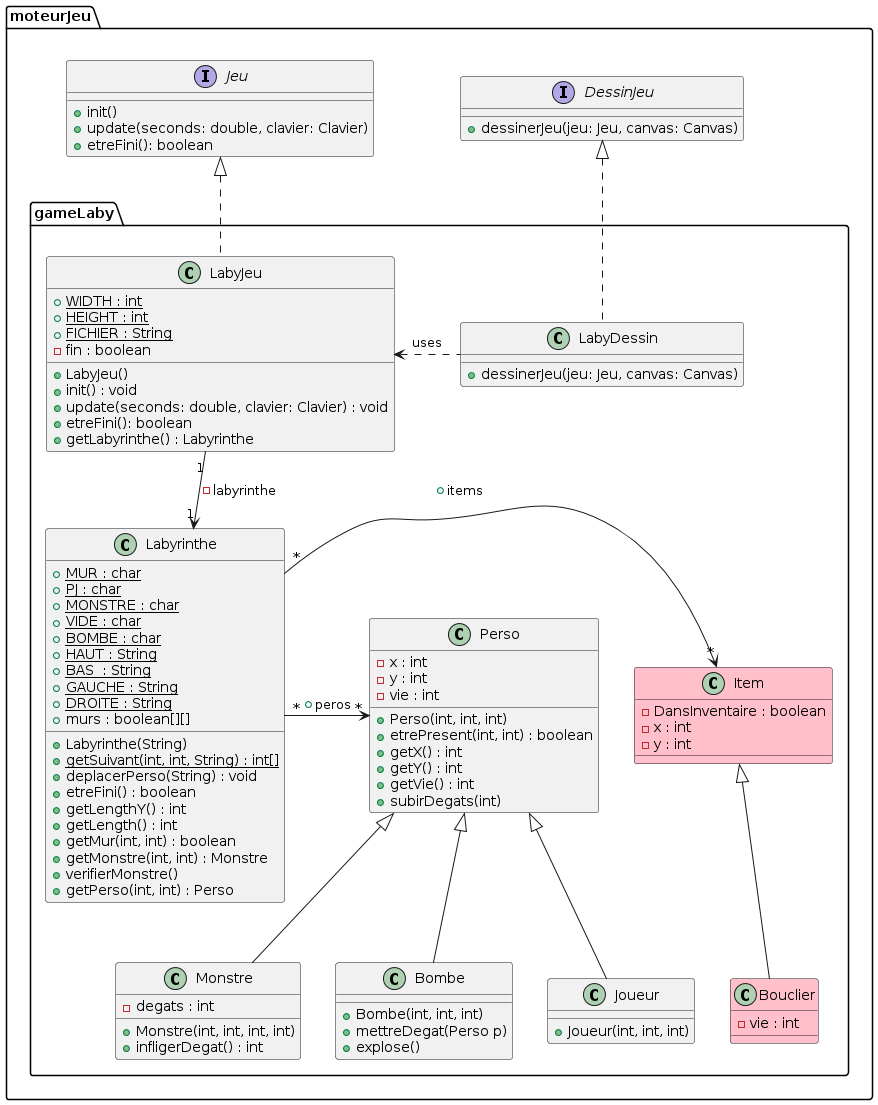 moteurJeu
Jeu
init()
update(seconds: double, clavier: Clavier)
etreFini(): boolean
DessinJeu
dessinerJeu(jeu: Jeu, canvas: Canvas)
gameLaby
LabyJeu
WIDTH : int
HEIGHT : int
FICHIER : String
fin : boolean
LabyJeu()
init() : void
update(seconds: double, clavier: Clavier) : void
etreFini(): boolean
getLabyrinthe() : Labyrinthe
uses
LabyDessin
dessinerJeu(jeu: Jeu, canvas: Canvas)
1
labyrinthe
1
items
*
*
Labyrinthe
MUR : char
PJ : char
MONSTRE : char
VIDE : char
BOMBE : char
HAUT : String
BAS  : String
GAUCHE : String
DROITE : String
murs : boolean[][]
Labyrinthe(String)
getSuivant(int, int, String) : int[]
deplacerPerso(String) : void
etreFini() : boolean
getLengthY() : int
getLength() : int
getMur(int, int) : boolean
getMonstre(int, int) : Monstre
verifierMonstre()
getPerso(int, int) : Perso
* peros *
Perso
x : int
y : int
vie : int
Perso(int, int, int)
etrePresent(int, int) : boolean
getX() : int
getY() : int
getVie() : int
subirDegats(int)
Item
DansInventaire : boolean
x : int
y : int
Monstre
degats : int
Monstre(int, int, int, int)
infligerDegat() : int
Bombe
Bombe(int, int, int)
mettreDegat(Perso p)
explose()
Joueur
Joueur(int, int, int)
Bouclier
vie : int